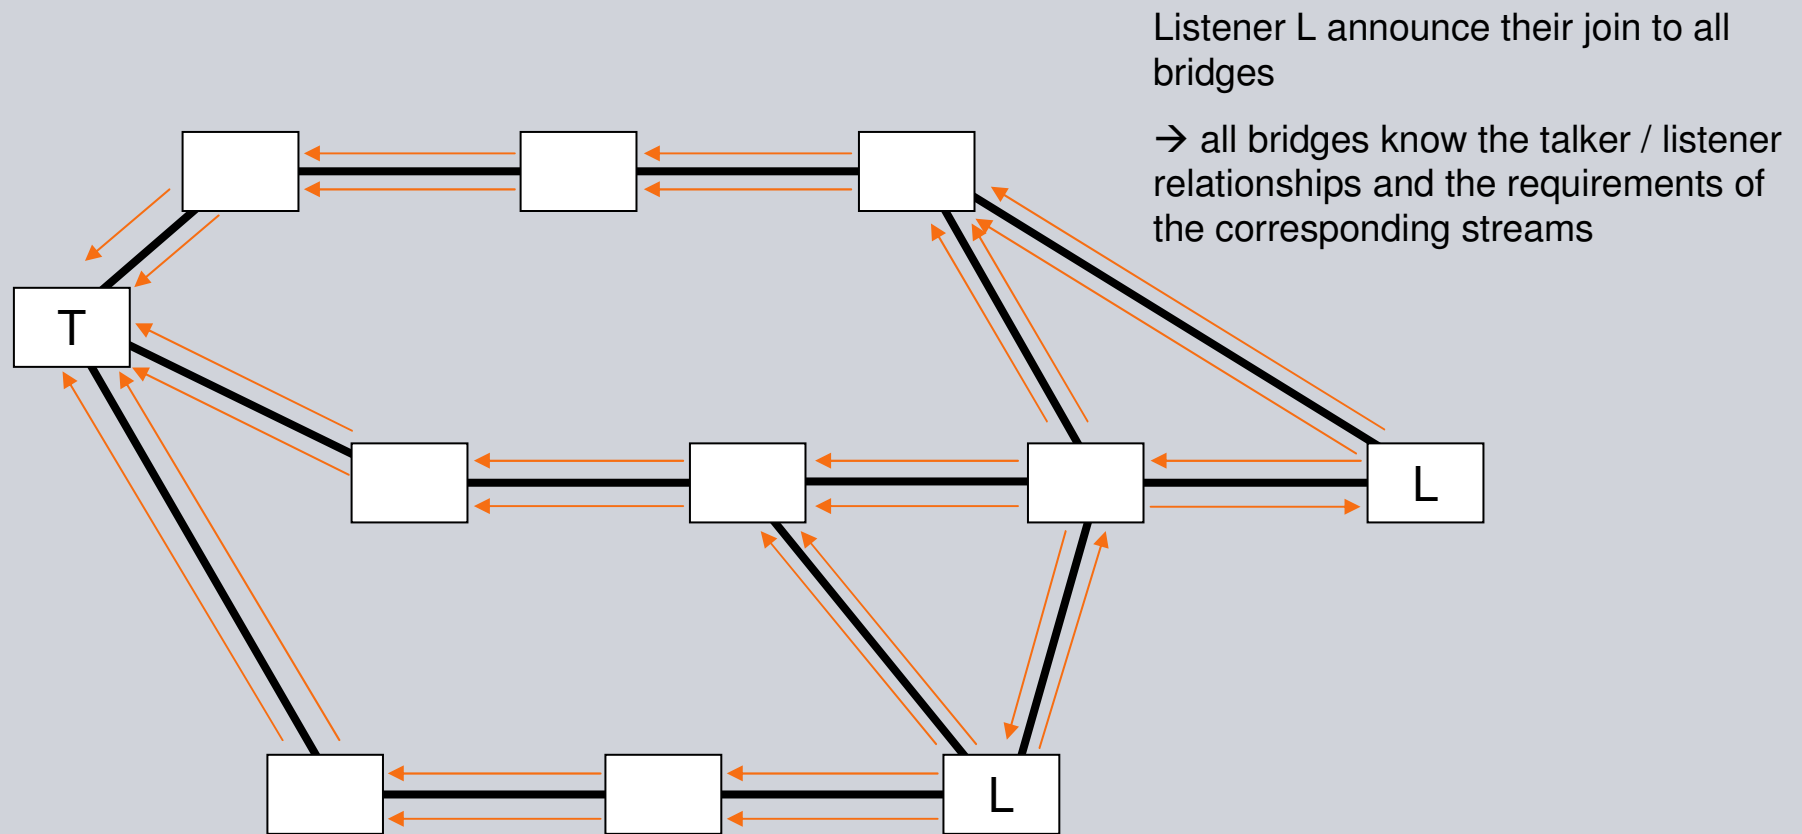 Listener L announce their join to all
bridges
→ all bridges know the talker / listener
relationships and the requirements of
the corresponding streams
T
L
L